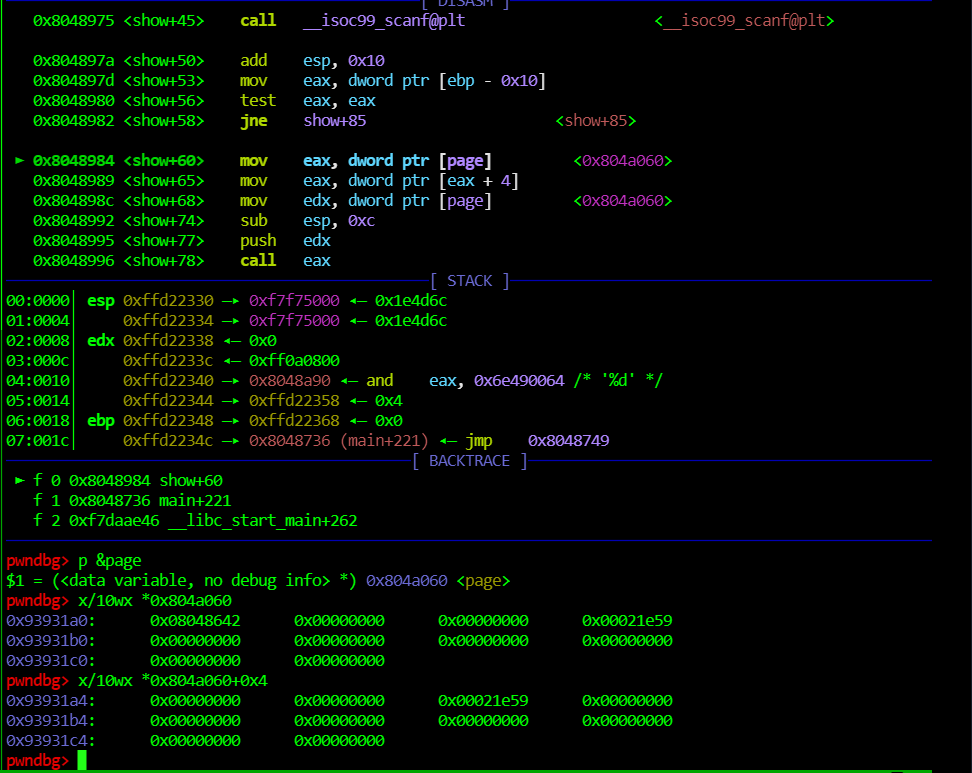 [ DISASM ]
0x8048975 <show+45> call __isoc99_scanf@plt <__isoc99_scanf@plt>
0x804897a <show+50> add esp, 0x10
0x804897d <show+53> mov eax, dword ptr [ebp - 0x10]
0x8048980 <show+56> test eax, eax
0x8048982 <show+58> jne show+85 <show+85>
► 0x8048984 <show+60> mov eax, dword ptr [page] <0x804a060>
0x8048989 <show+65> mov eax, dword ptr [eax + 4]
0x804898c <show+68> mov edx, dword ptr [page] <0x804a060>
0x8048992 <show+74> sub esp, 0xc
0x8048995 <show+77> push edx
0x8048996 <show+78> call eax
[ STACK ]
00:0000│ esp 0xffd22330 —▸ 0xf7f75000 ◂— 0x1e4d6c
01:0004│ 0xffd22334 —▸ 0xf7f75000 ◂— 0x1e4d6c
02:0008│ edx 0xffd22338 ◂— 0x0
03:000c│ 0xffd2233c ◂— 0xff0a0800
04:0010│ 0xffd22340 —▸ 0x8048a90 ◂— and eax, 0x6e490064 /* '%d' */
05:0014│ 0xffd22344 —▸ 0xffd22358 ◂— 0x4
06:0018│ ebp 0xffd22348 —▸ 0xffd22368 ◂— 0x0
07:001c│ 0xffd2234c —▸ 0x8048736 (main+221) ◂— jmp 0x8048749
[ BACKTRACE ]
► f 0 0x8048984 show+60
f 1 0x8048736 main+221
f 2 0xf7daae46 __libc_start_main+262
pwndbg> p &page
$1 = (<data variable, no debug info> *) 0x804a060 <page>
pwndbg> x/10wx *0x804a060
0x93931a0: 0x08048642 0x00000000 0x00000000 0x00021e59
0x93931b0: 0x00000000 0x00000000 0x00000000 0x00000000
0x93931c0: 0x00000000 0x00000000
pwndbg> x/10wx *0x804a060+0x4
0x93931a4: 0x00000000 0x00000000 0x00021e59 0x00000000
0x93931b4: 0x00000000 0x00000000 0x00000000 0x00000000
0x93931c4: 0x00000000 0x00000000
pwndbg>